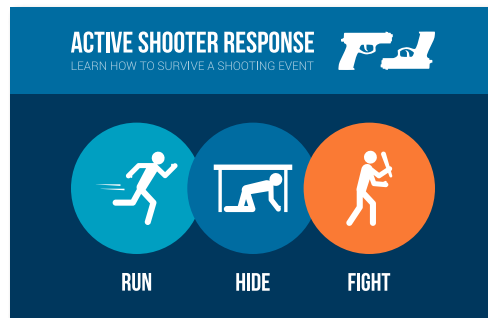 ACTIVE SHOOTER RESPONSE
LEARN HOW TO SURVIVE A SHOOTING EVENT
RUN
HIDE
FIGHT